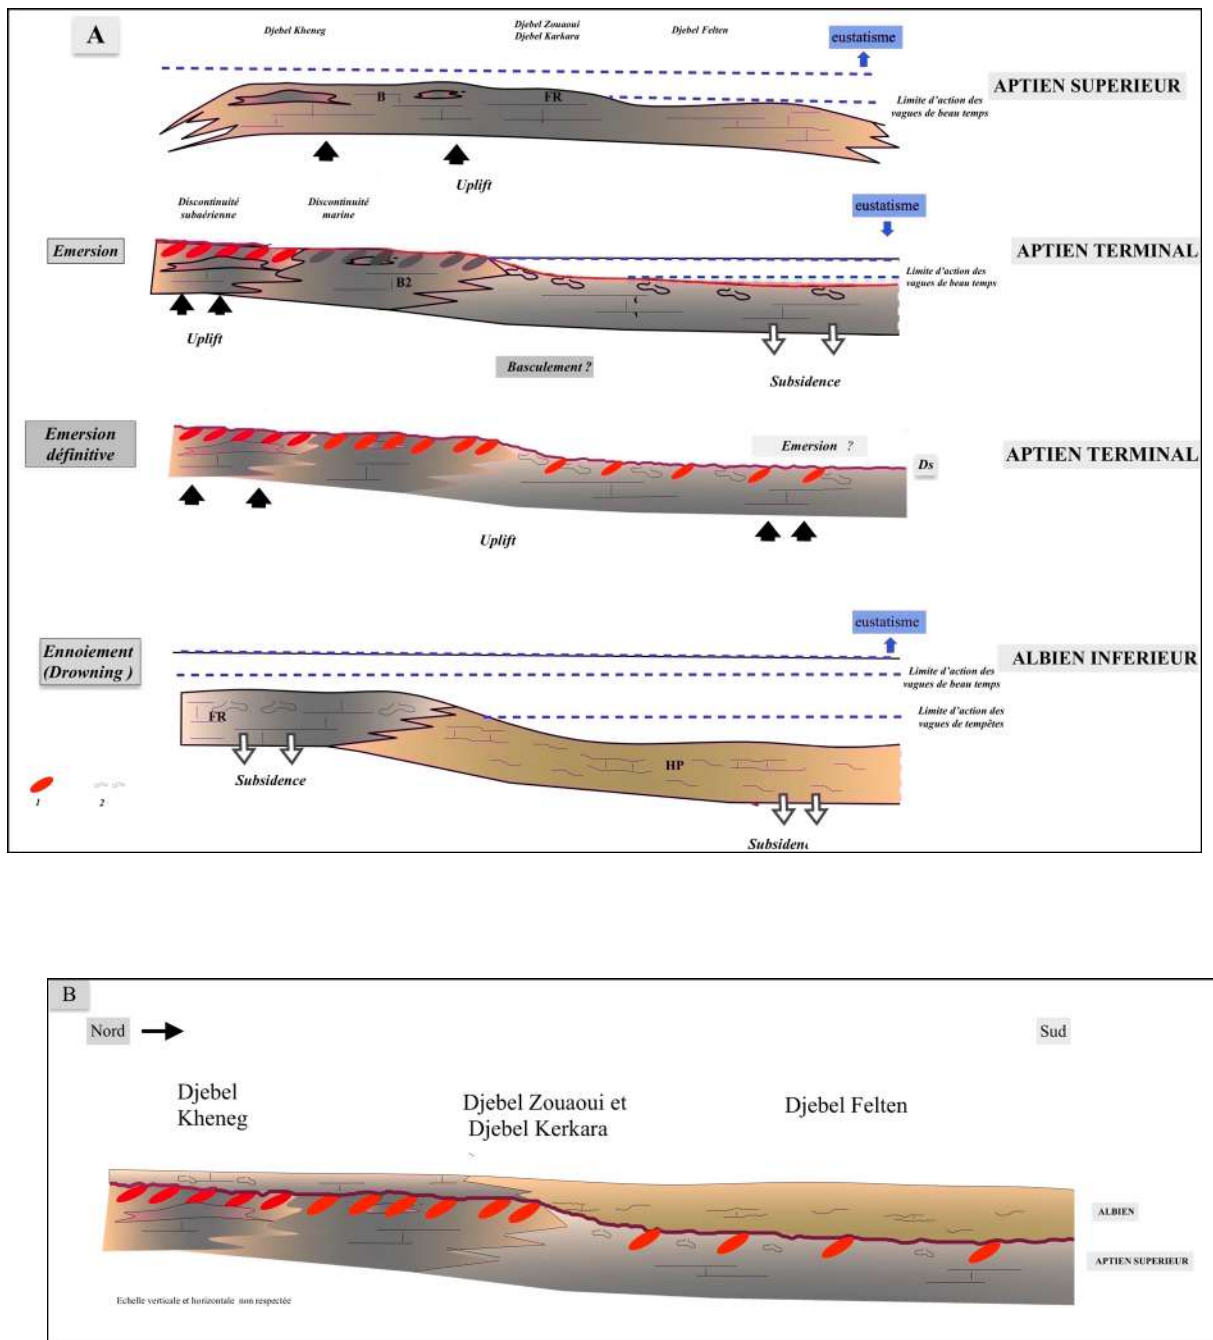 A
Djebel Kheneg
Djebel Zouaoui
Djebel Karkara
Djebel Felten
eustatisme
APTIEN SUPERIEUR
B
FR
Limite d'action des
vagues de beau temps
Uplift
Discontinuité
subaérienne
Discontinuité
marine
eustatisme
Emersion
APTIEN TERMINAL
B2
Limite d'action des
vagues de beau temps
Uplift
Basculement ?
Subsidence
Emersion
définitive
Emersion ?
Ds
APTIEN TERMINAL
Uplift
eustatisme
Ennoiement
(Drowning )
ALBIEN INFERIEUR
Limite d'action des
vagues de beau temps
FR
Limite d'action des
vagues de tempêtes
HP
Subsidence
1
2
Subsidenc
B
Nord
Sud
Djebel
Kheneg
Djebel Zouaoui et
Djebel Kerkara
Djebel Felten
ALBIEN
APTIEN SUPERIEUR
Echelle verticale et horizontale non respectée